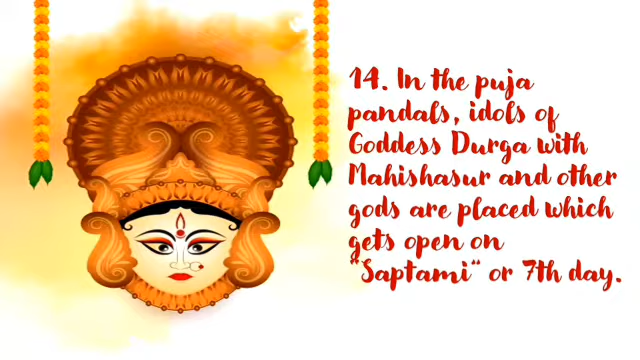 14. In the puja
pandals, idols of
Goddess Durga with
Mahishasur and other
gods are placed which
gets open on
"Saptami" or 7th day.